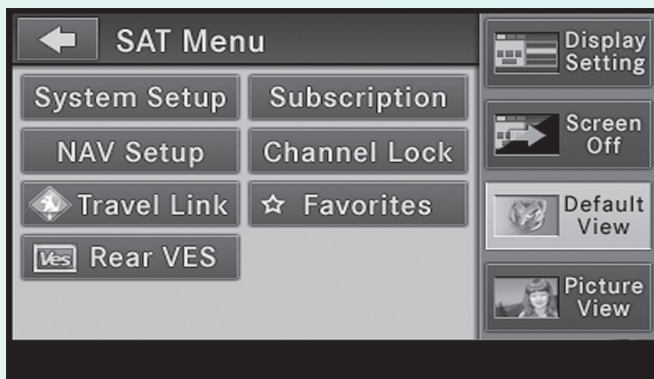 SAT Menu
System Setup
Subscription
NAV Setup
Channel Lock
Travel Link
Favorites
Ves Rear VES
Display
Setting
Screen
Off
Default
View
Picture
View